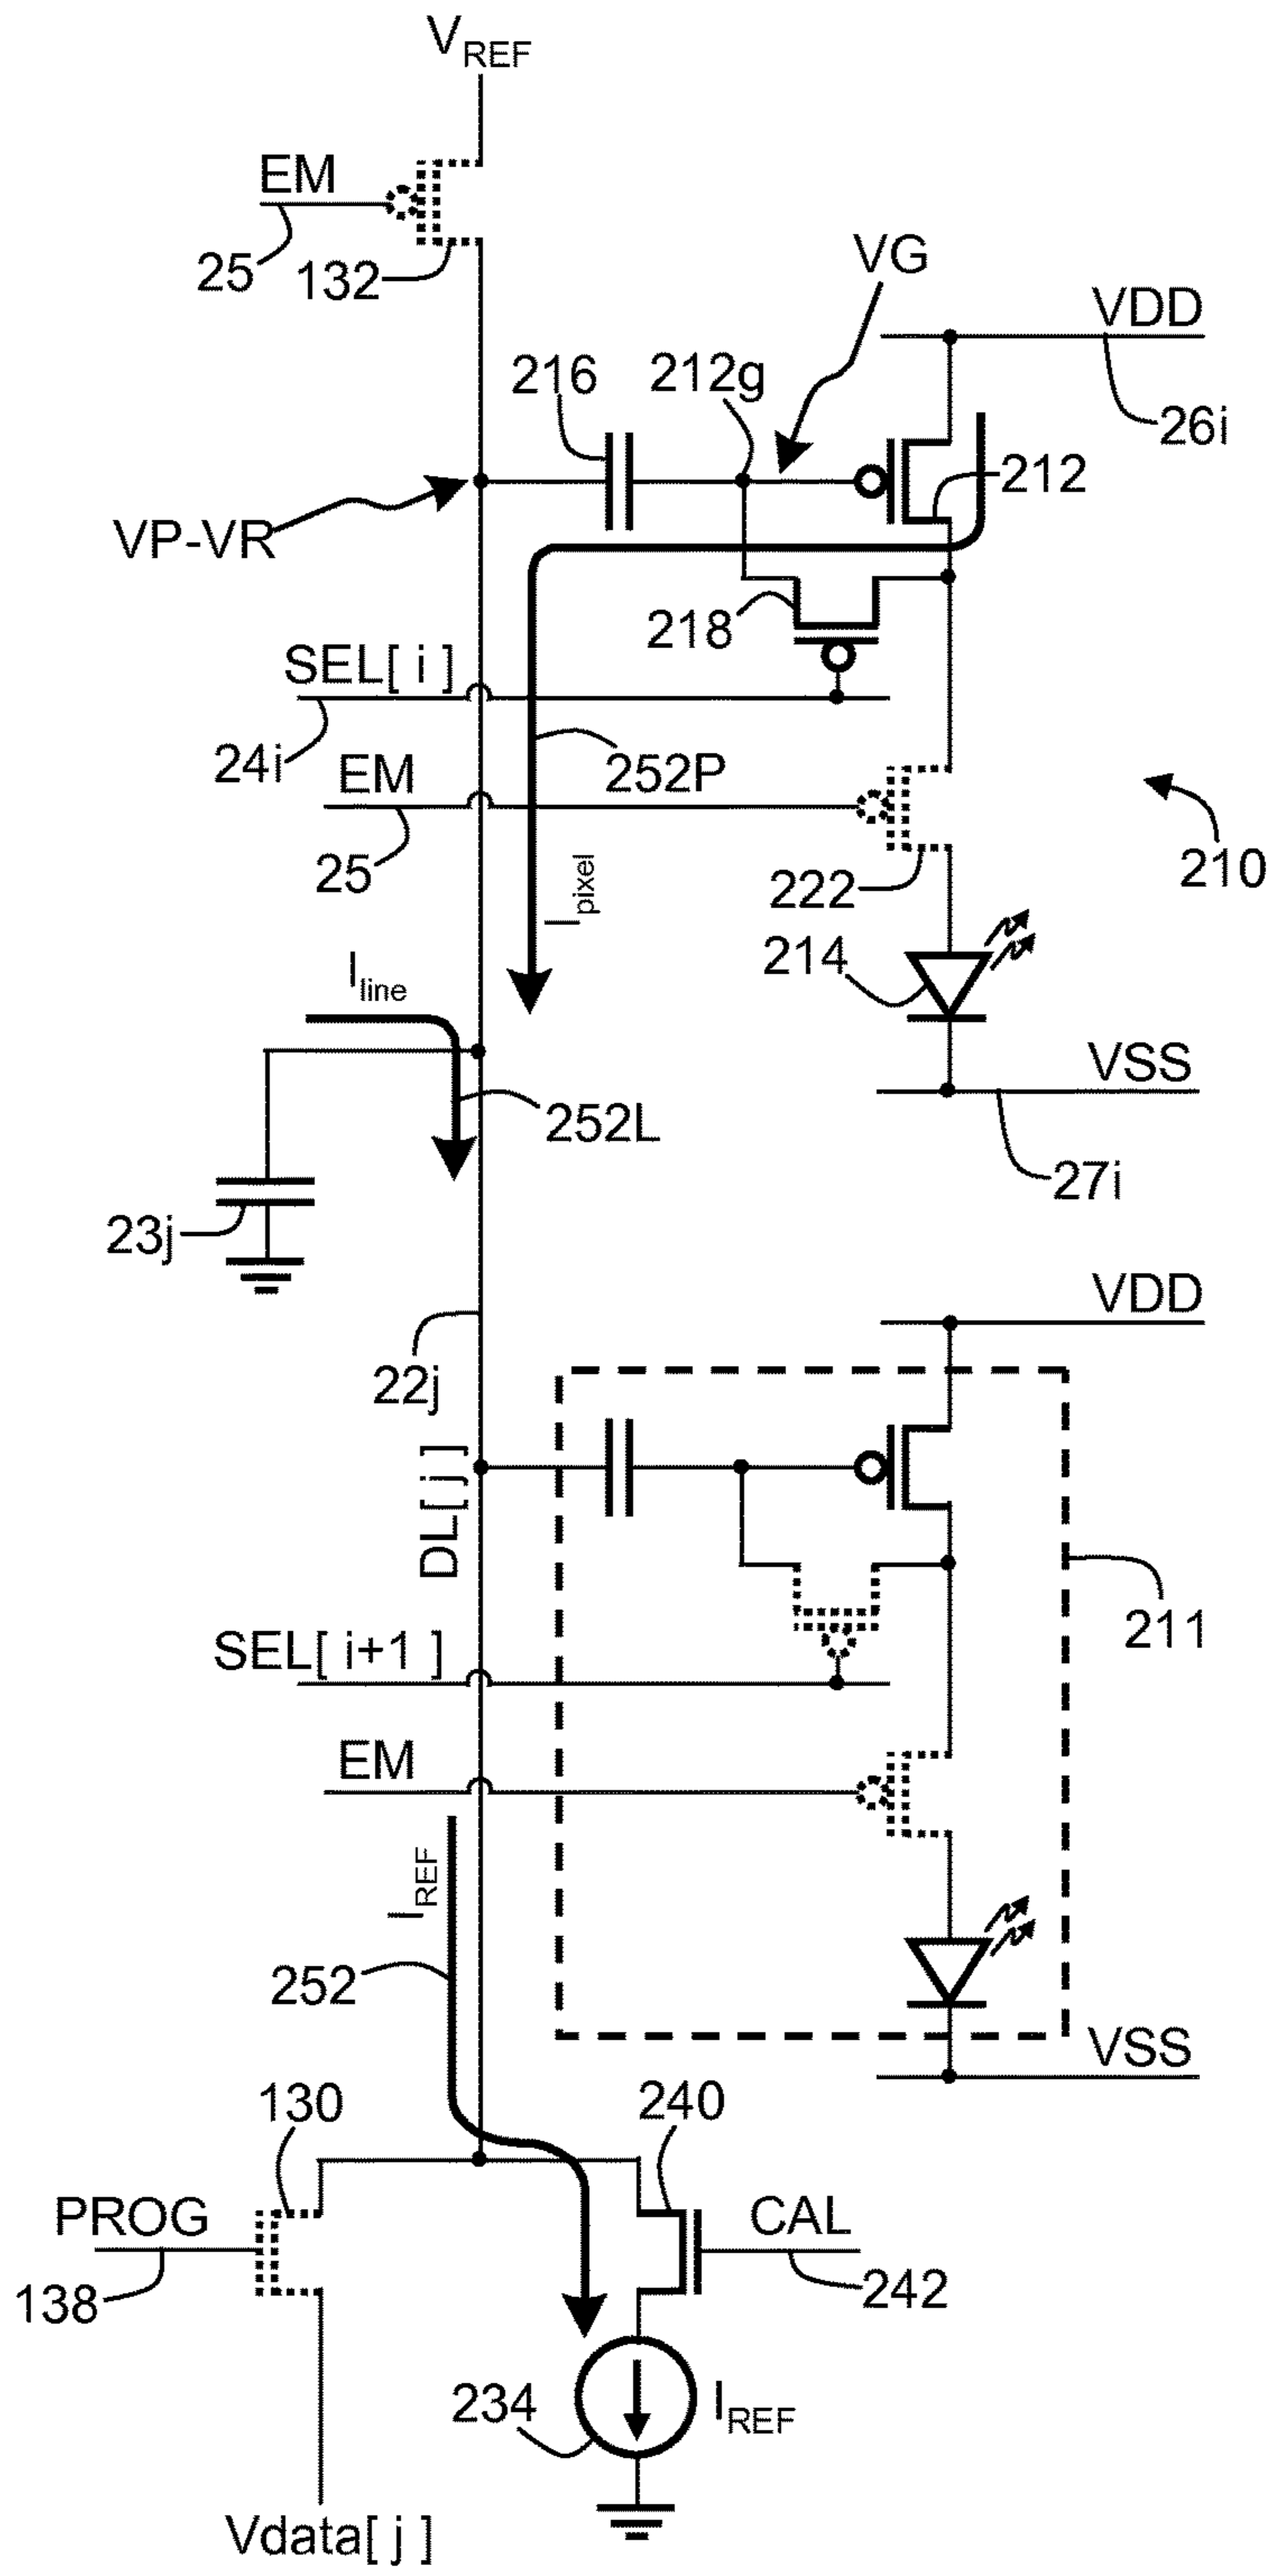 VREF
EM
25
132
VG
VDD
216
212g
26i
212
VP-VR
218
SEL[ i ]
24i
252P
EM
25
222
210
Ipixel
214
Iline
VSS
252L
27i
23j
VDD
22j
DL[ j ]
211
SEL[ i+1 ]
EM
IREF
252
VSS
130
240
PROG
CAL
138
242
234
IREF
Vdata[ j ]